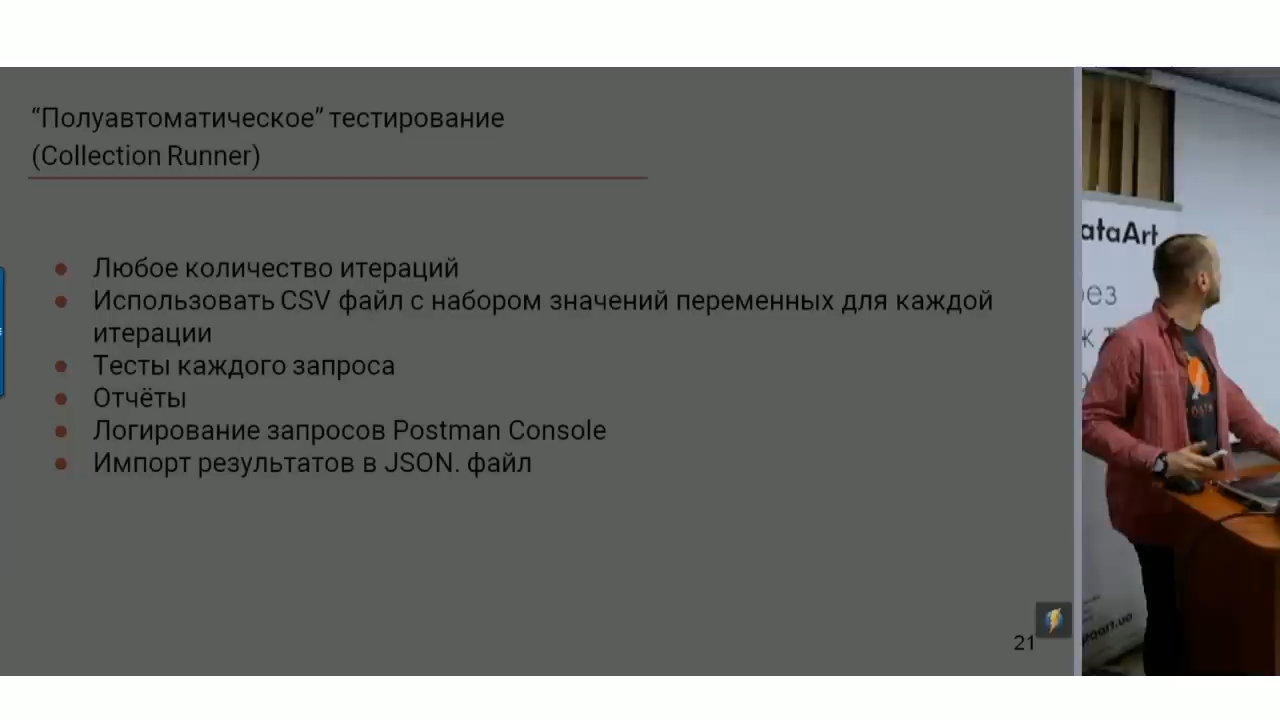 “Полуавтоматическое” тестирование
(Collection Runner)
Любое количество итераций
Использовать CSV файл с набором значений переменных для каждой
итерации
Тесты каждого запроса
Отчёты
Логирование запросов Postman Console
Импорт результатов в JSON. файл
21
ataArt
рез